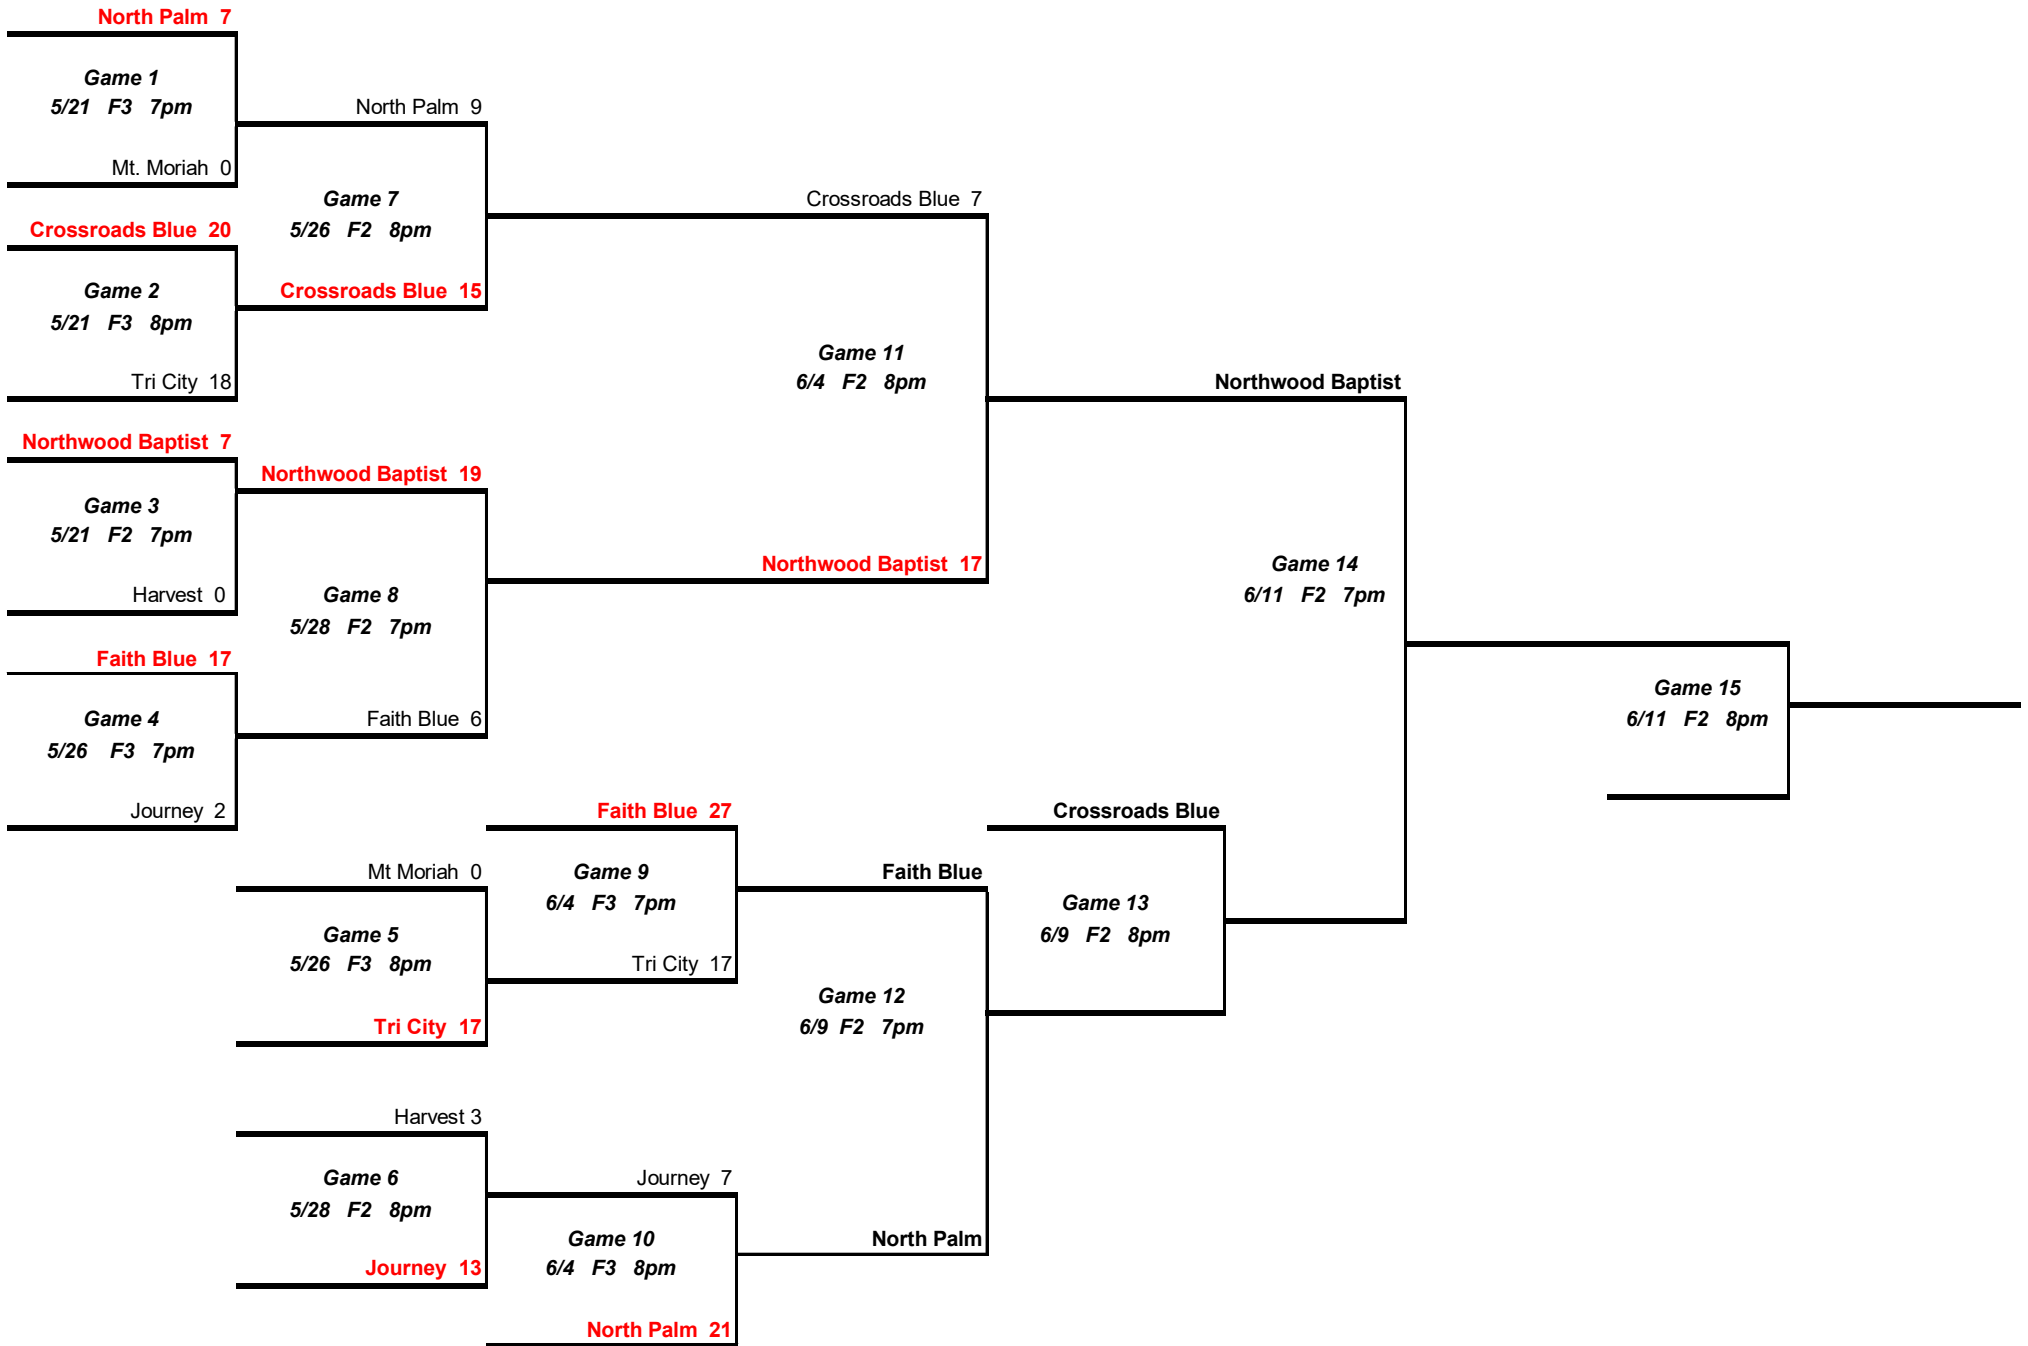 North Palm  7
Game 1
5/21   F3   7pm
North Palm  9
Mt. Moriah  0
Game 7
5/26   F2   8pm
Crossroads Blue  7
Crossroads Blue  20
Game 2
5/21   F3   8pm
Crossroads Blue  15
Tri City  18
Game 11
6/4   F2   8pm
Northwood Baptist
Northwood Baptist  7
Northwood Baptist  19
Game 3
5/21   F2   7pm
Harvest  0
Game 8
5/28   F2   7pm
Northwood Baptist  17
Game 14
6/11   F2   7pm
Faith Blue  17
Game 4
5/26    F3   7pm
Faith Blue  6
Game 15
6/11   F2   8pm
Journey  2
Faith Blue  27
Crossroads Blue
Mt Moriah  0
Game 9
6/4   F3   7pm
Faith Blue
Game 5
5/26   F3   8pm
Tri City  17
Game 13
6/9   F2   8pm
Tri City  17
Game 12
6/9  F2   7pm
Harvest 3
Game 6
5/28   F2   8pm
Journey  7
Journey  13
Game 10
6/4   F3   8pm
North Palm
North Palm  21